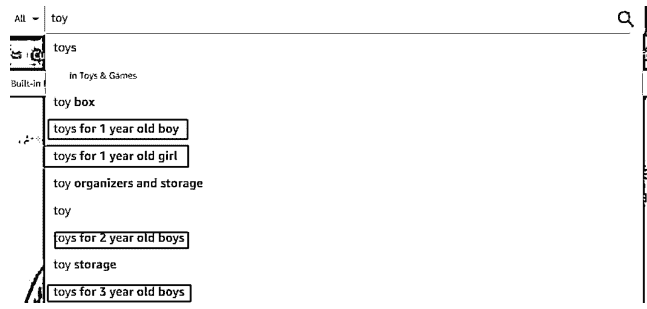 All toy
toys
in Toys & Games
Built-in
toy box
toys for 1 year old boy
toys for 1 year old girl
toy organizers and storage
toy
toys for 2 year old boys
toy storage
toys for 3 year old boys